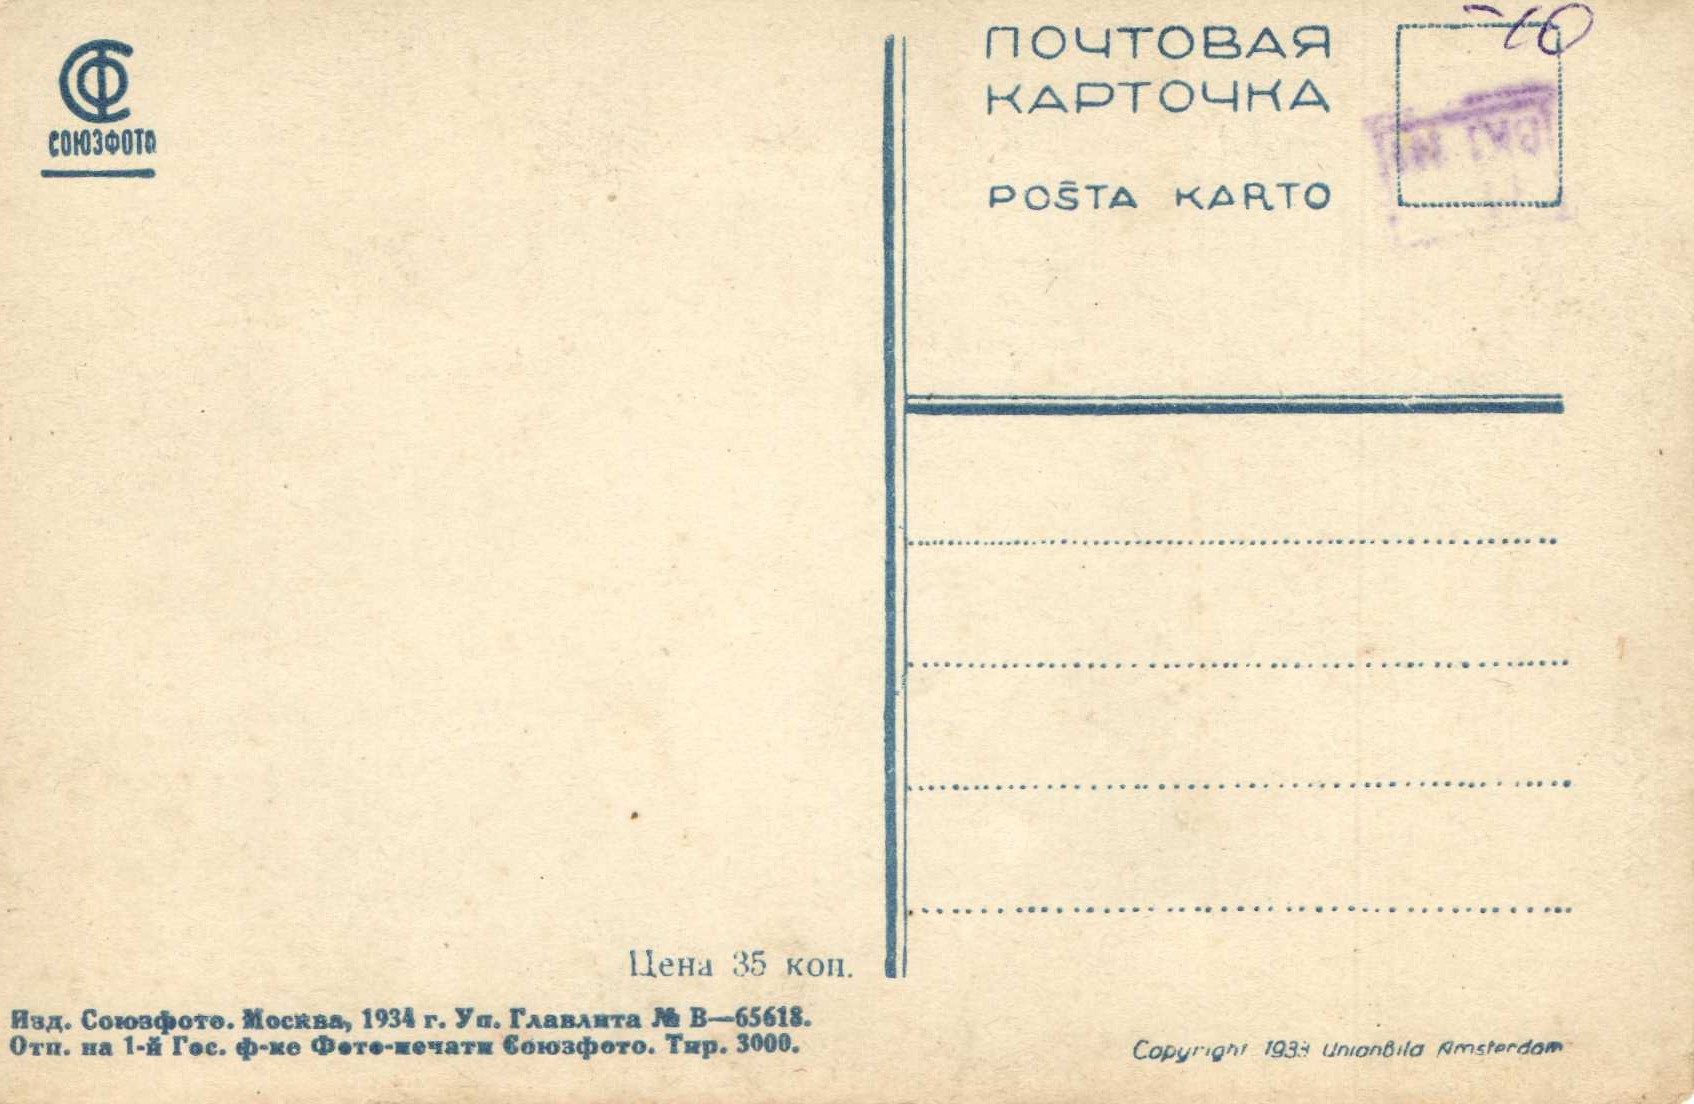 СОЮЗФОТО
ПОЧТОВАЯ
КАРТОЧКА
POŜTA KARTO
Цена 35 коп.
Изд. Союзфото. Москва, 1934 г. Уп. Главлита № В—65618.
Отп. на 1-й Гос. ф-ке Фото-печати Союзфото. Тир. 3000.
Copyright 1933 Unionbild Amsterdam